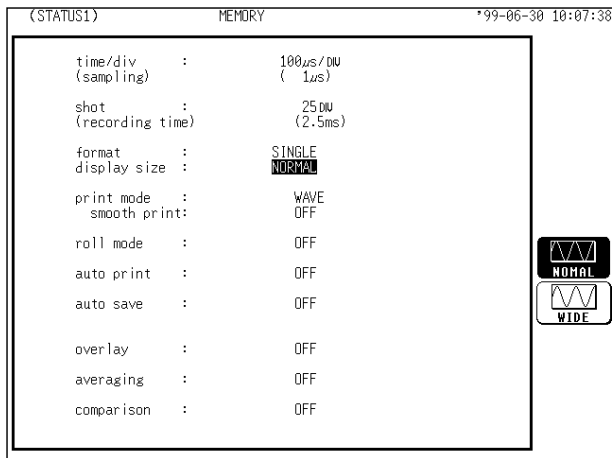 (STATUS1) MEMORY '99-06-30 10:07:38
time/div : 100μs/DIV
(sampling) ( 1μs)
shot : 25DIV
(recording time) (2.5ms)
format : SINGLE
display size : NORMAL
print mode : WAVE
smooth print: OFF
roll mode : OFF
auto print : OFF
auto save : OFF
overlay : OFF
averaging : OFF
comparison : OFF
NOMAL
WIDE